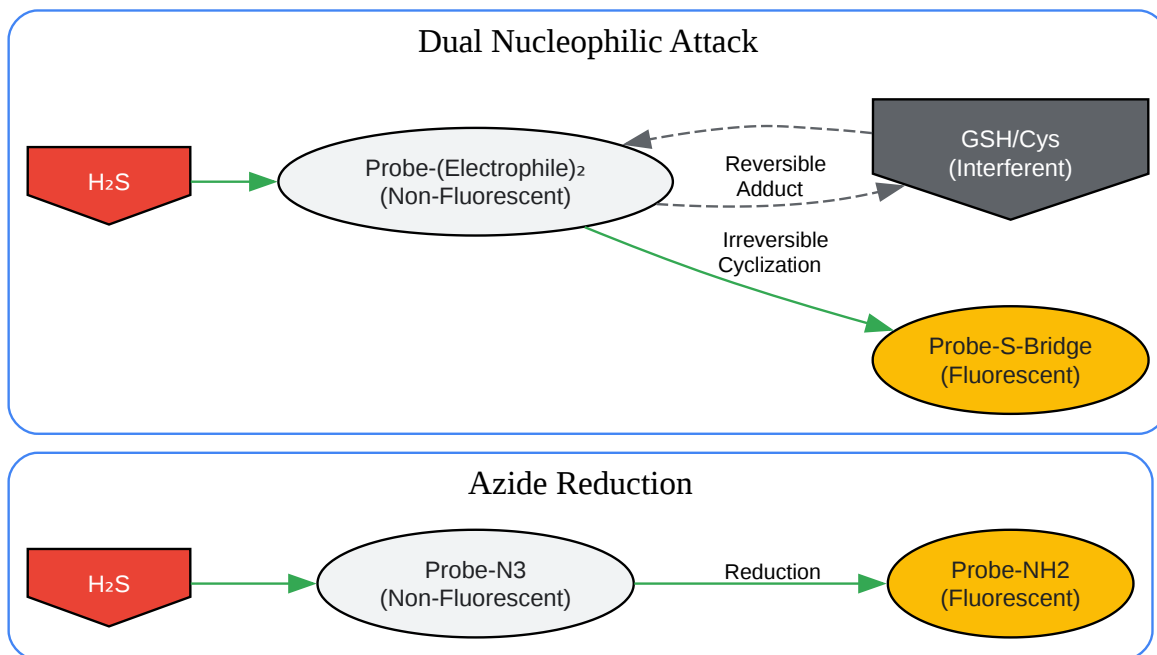 Dual Nucleophilic Attack
H₂S
Probe-(Electrophile)₂
(Non-Fluorescent)
Reversible
Adduct
GSH/Cys
(Interferent)
Irreversible
Cyclization
Probe-S-Bridge
(Fluorescent)
Azide Reduction
H₂S
Probe-N3
(Non-Fluorescent)
Reduction
Probe-NH2
(Fluorescent)